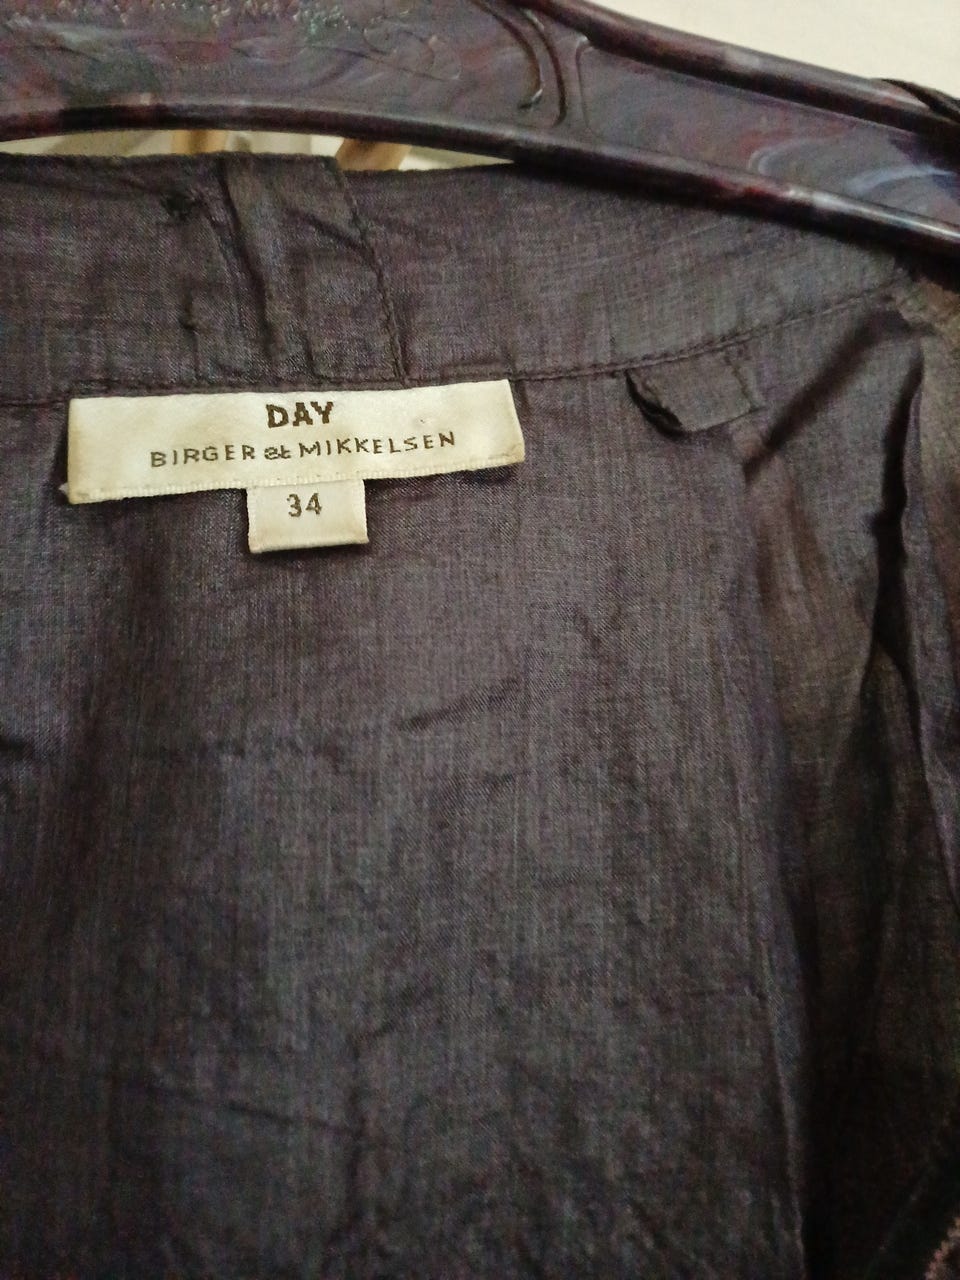 DAY
BIRGER et MIKKELSEN
34